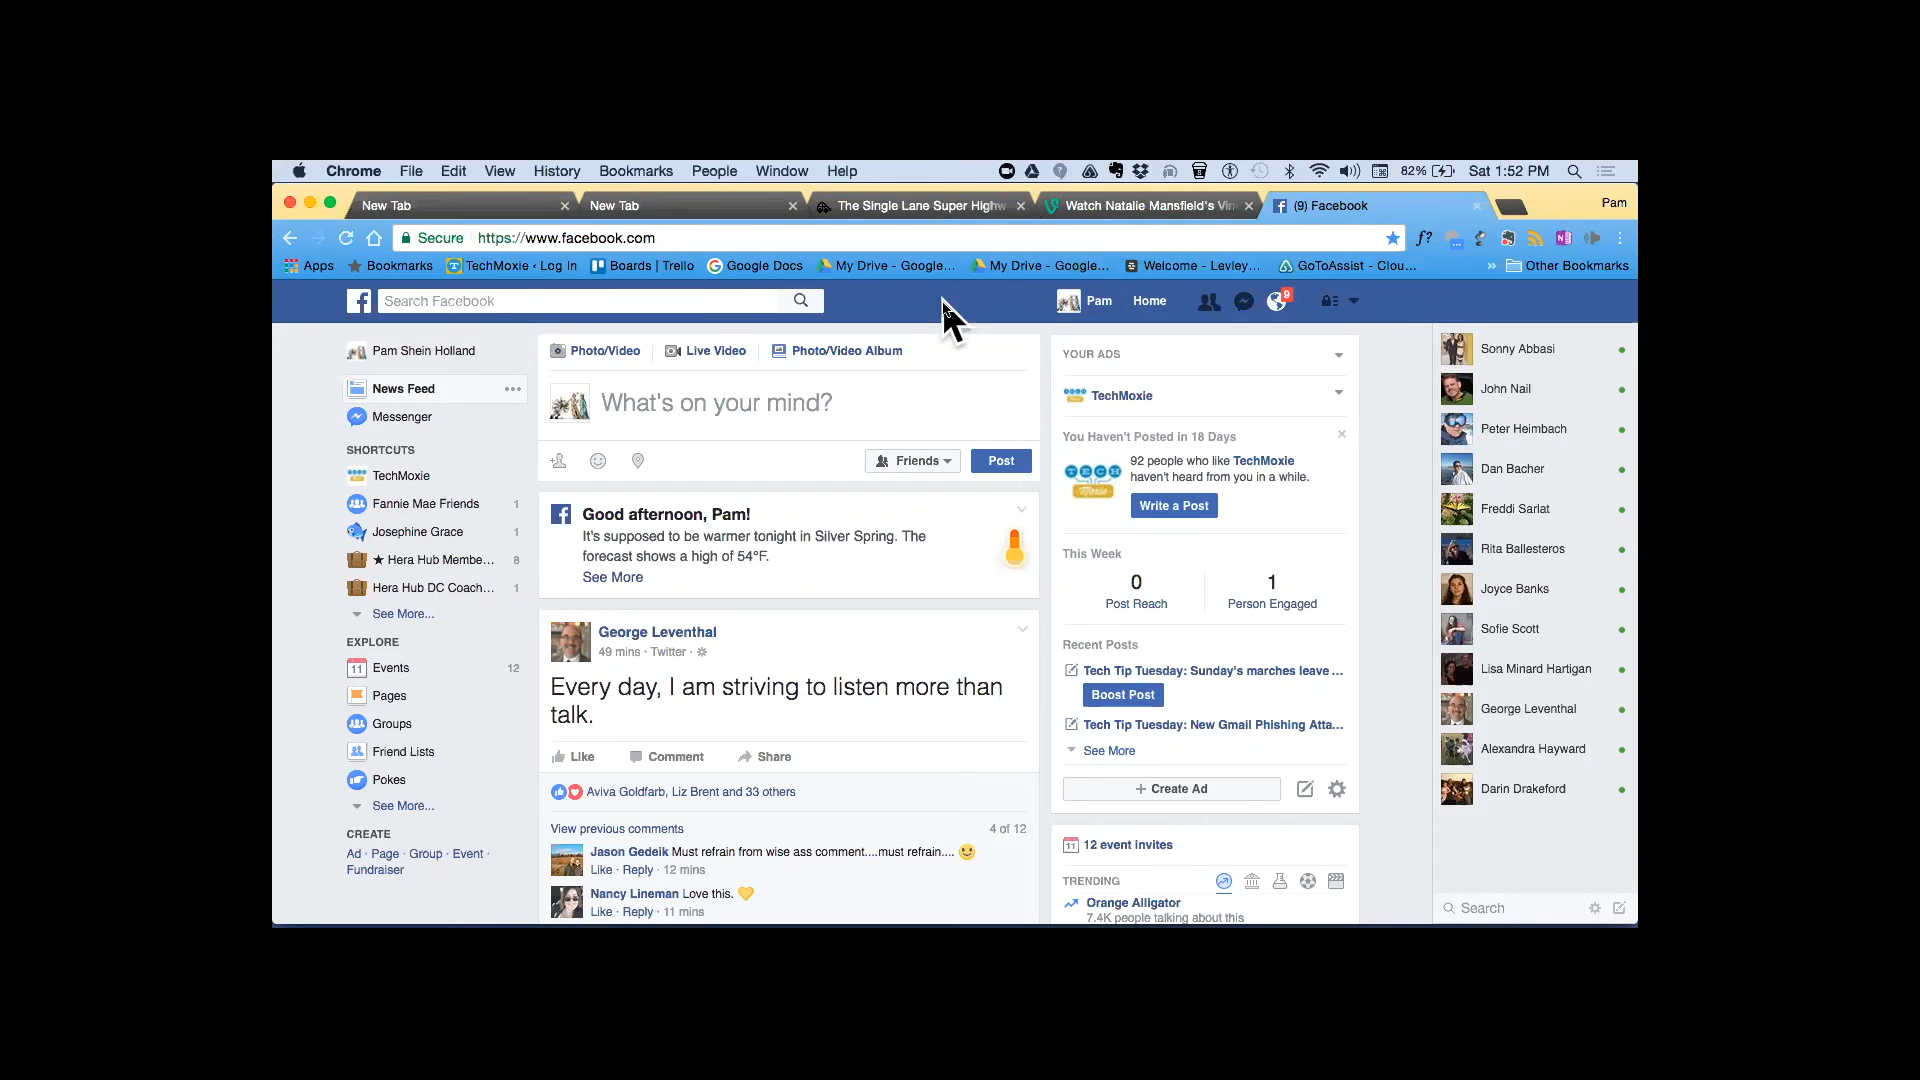 Chrome File Edit View History Bookmarks People Window Help 82% Sat 1:52 PM
New Tab New Tab The Single Lane Super Highw Watch Natalie Mansfield's Vin (9) Facebook Pam
Secure https://www.facebook.com f?
Apps Bookmarks TechMoxie ‹ Log In Boards | Trello Google Docs My Drive - Google... My Drive - Google... Welcome - Levley... GoToAssist - Clou... » Other Bookmarks
Search Facebook Pam Home 9
Pam Shein Holland
News Feed
Messenger
SHORTCUTS
TechMoxie
Fannie Mae Friends 1
Josephine Grace 1
★ Hera Hub Membe... 8
Hera Hub DC Coach... 1
See More...
EXPLORE
11 Events 12
Pages
Groups
Friend Lists
Pokes
See More...
CREATE
Ad · Page · Group · Event ·
Fundraiser
Photo/Video Live Video Photo/Video Album
What's on your mind?
Friends Post
Good afternoon, Pam!
It's supposed to be warmer tonight in Silver Spring. The
forecast shows a high of 54°F.
See More
George Leventhal
49 mins · Twitter ·
Every day, I am striving to listen more than
talk.
Like Comment Share
Aviva Goldfarb, Liz Brent and 33 others
View previous comments 4 of 12
Jason Gedeik Must refrain from wise ass comment....must refrain....
Like · Reply · 12 mins
Nancy Lineman Love this.
Like · Reply · 11 mins
YOUR ADS
TechMoxie
You Haven't Posted in 18 Days
TECH
Moxie
92 people who like TechMoxie
haven't heard from you in a while.
Write a Post
This Week
0 1
Post Reach Person Engaged
Recent Posts
Tech Tip Tuesday: Sunday's marches leave ...
Boost Post
Tech Tip Tuesday: New Gmail Phishing Atta...
See More
+ Create Ad
11 12 event invites
TRENDING
Orange Alligator
7.4K people talking about this
Sonny Abbasi
John Nail
Peter Heimbach
Dan Bacher
Freddi Sarlat
Rita Ballesteros
Joyce Banks
Sofie Scott
Lisa Minard Hartigan
George Leventhal
Alexandra Hayward
Darin Drakeford
Search